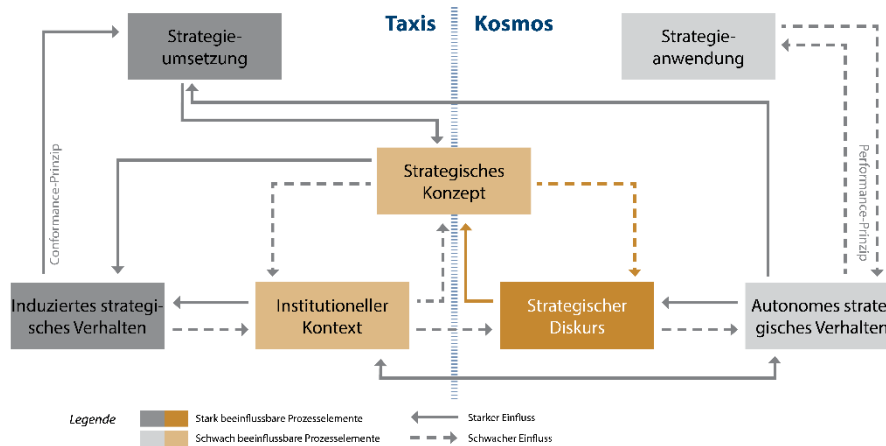 Taxis
Kosmos
Strategie-
umsetzung
Strategie-
anwendung
Conformance-Prinzip
Performance-Prinzip
Strategisches
Konzept
Induziertes strategi-
sches Verhalten
Institutioneller
Kontext
Strategischer
Diskurs
Autonomes strate
gisches Verhalten
Legende
Stark beeinflussbare Prozesselemente
Starker Einfluss
Schwach beeinflussbare Prozesselemente
Schwacher Einfluss